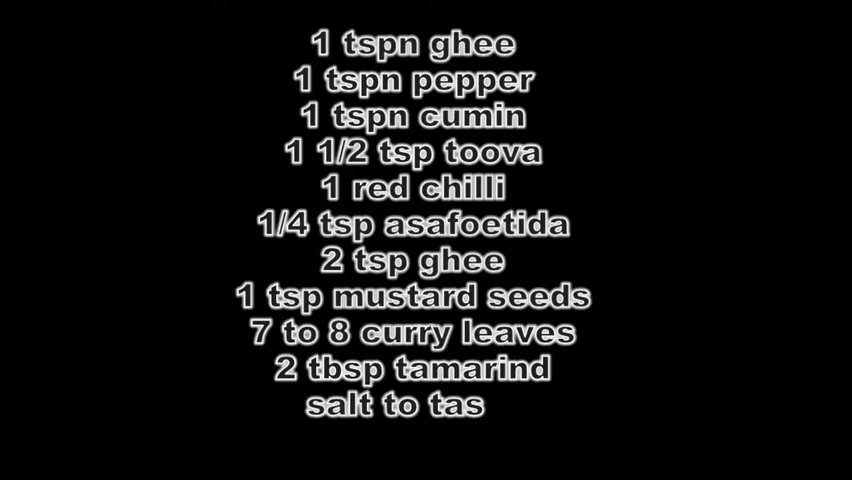 1 tspn ghee
1 tspn pepper
1 tspn cumin
1 1/2 tsp toova
1 red chilli
1/4 tsp asafoetida
2 tsp ghee
1 tsp mustard seeds
7 to 8 curry leaves
2 tbsp tamarind
salt to tas